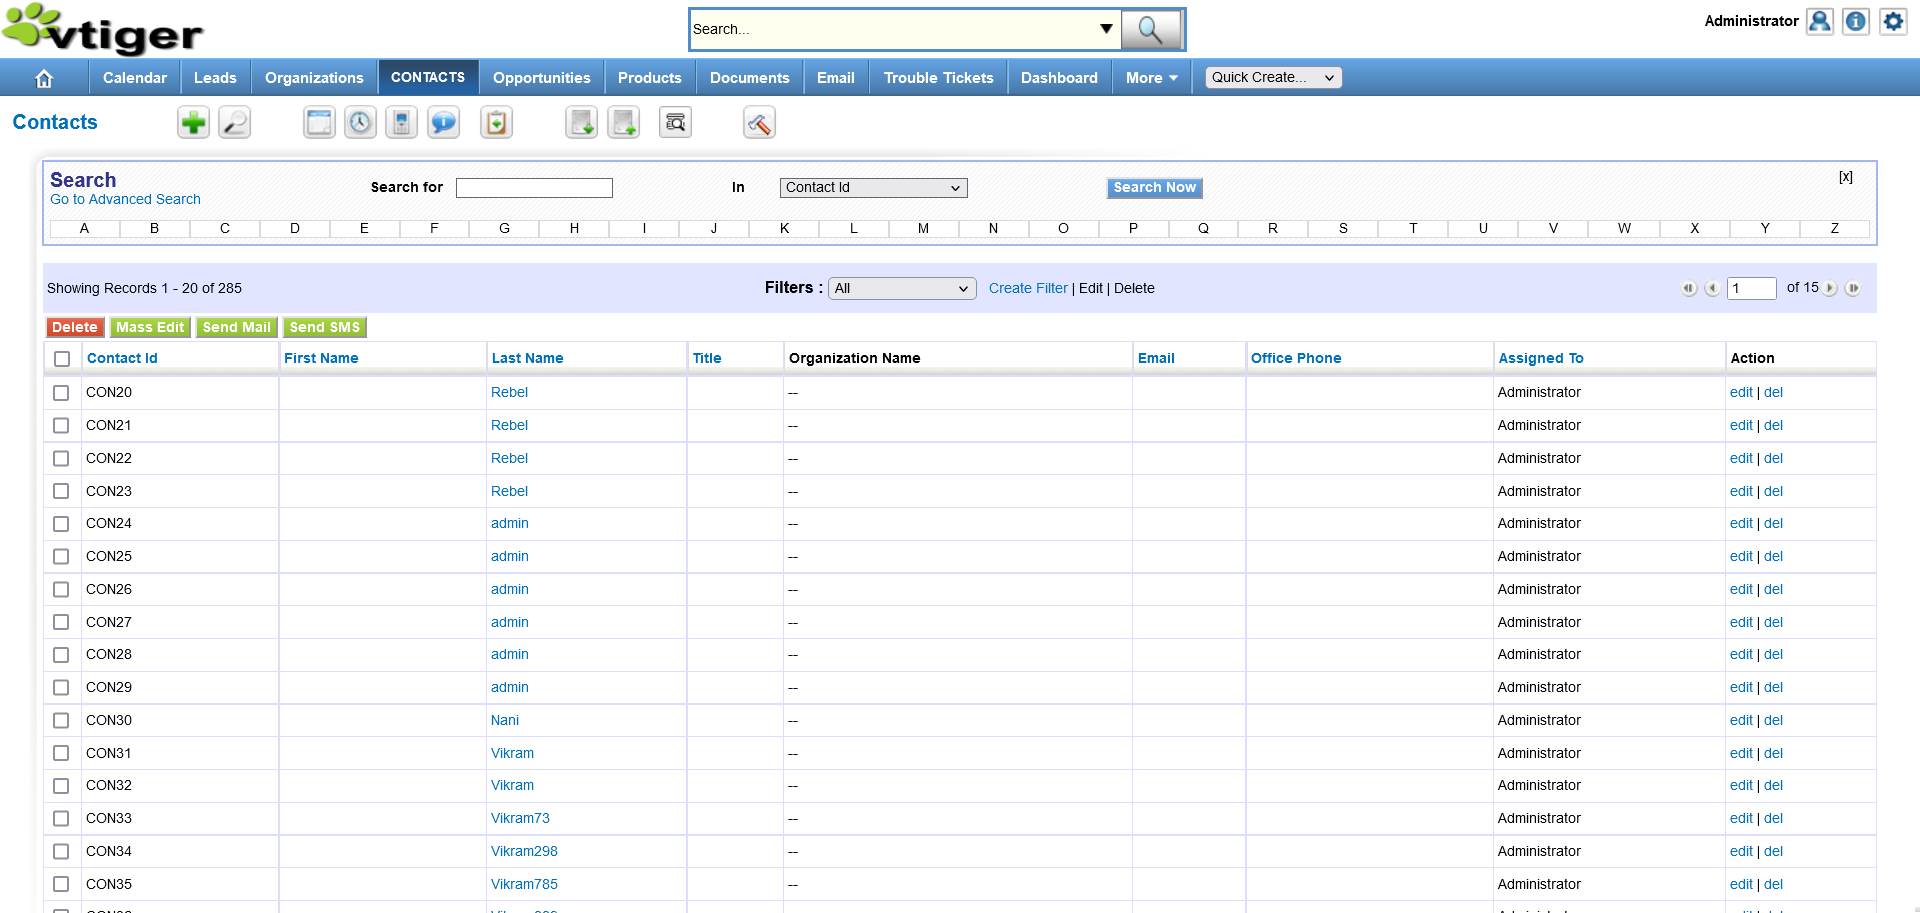 vtiger
Search...
Administrator
Calendar Leads Organizations CONTACTS Opportunities Products Documents Email Trouble Tickets Dashboard More Quick Create...
Contacts
Search
Go to Advanced Search
Search for In Contact Id Search Now [x]
A B C D E F G H I J K L M N O P Q R S T U V W X Y Z
Showing Records 1 - 20 of 285 Filters : All Create Filter | Edit | Delete 1 of 15
Delete Mass Edit Send Mail Send SMS
Contact Id First Name Last Name Title Organization Name Email Office Phone Assigned To Action
CON20 Rebel -- Administrator edit | del
CON21 Rebel -- Administrator edit | del
CON22 Rebel -- Administrator edit | del
CON23 Rebel -- Administrator edit | del
CON24 admin -- Administrator edit | del
CON25 admin -- Administrator edit | del
CON26 admin -- Administrator edit | del
CON27 admin -- Administrator edit | del
CON28 admin -- Administrator edit | del
CON29 admin -- Administrator edit | del
CON30 Nani -- Administrator edit | del
CON31 Vikram -- Administrator edit | del
CON32 Vikram -- Administrator edit | del
CON33 Vikram73 -- Administrator edit | del
CON34 Vikram298 -- Administrator edit | del
CON35 Vikram785 -- Administrator edit | del